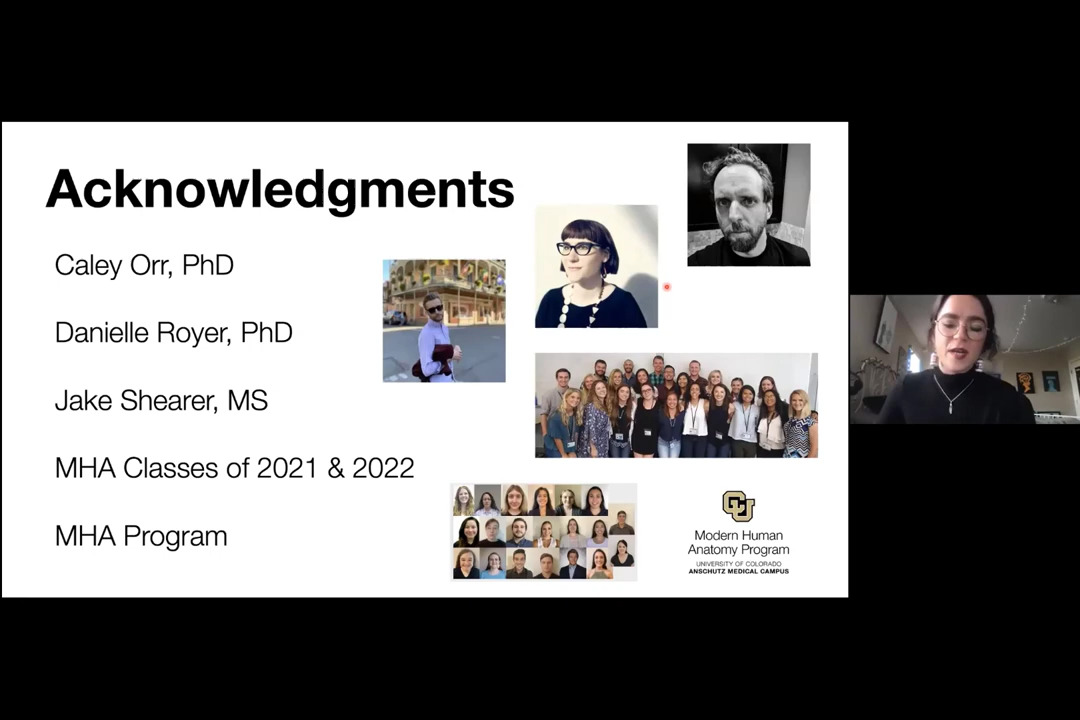 Acknowledgments
Caley Orr, PhD
Danielle Royer, PhD
Jake Shearer, MS
MHA Classes of 2021 & 2022
MHA Program
CU
Modern Human
Anatomy Program
UNIVERSITY OF COLORADO
ANSCHUTZ MEDICAL CAMPUS